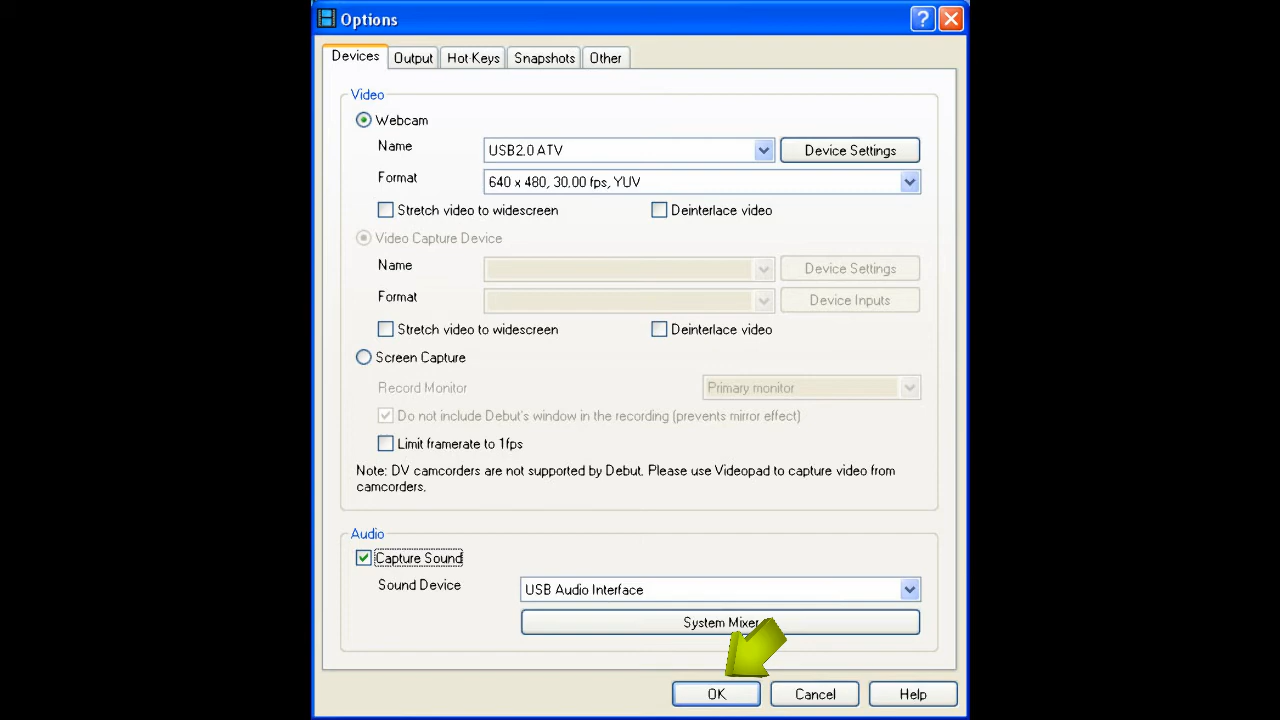 Options
Devices Output Hot Keys Snapshots Other
Video
Webcam
Name USB2.0 ATV Device Settings
Format 640 x 480, 30.00 fps, YUV
Stretch video to widescreen Deinterlace video
Video Capture Device
Name Device Settings
Format Device Inputs
Stretch video to widescreen Deinterlace video
Screen Capture
Record Monitor Primary monitor
Do not include Debut's window in the recording (prevents mirror effect)
Limit framerate to 1fps
Note: DV camcorders are not supported by Debut. Please use Videopad to capture video from
camcorders.
Audio
Capture Sound
Sound Device USB Audio Interface
System Mixer
OK Cancel Help